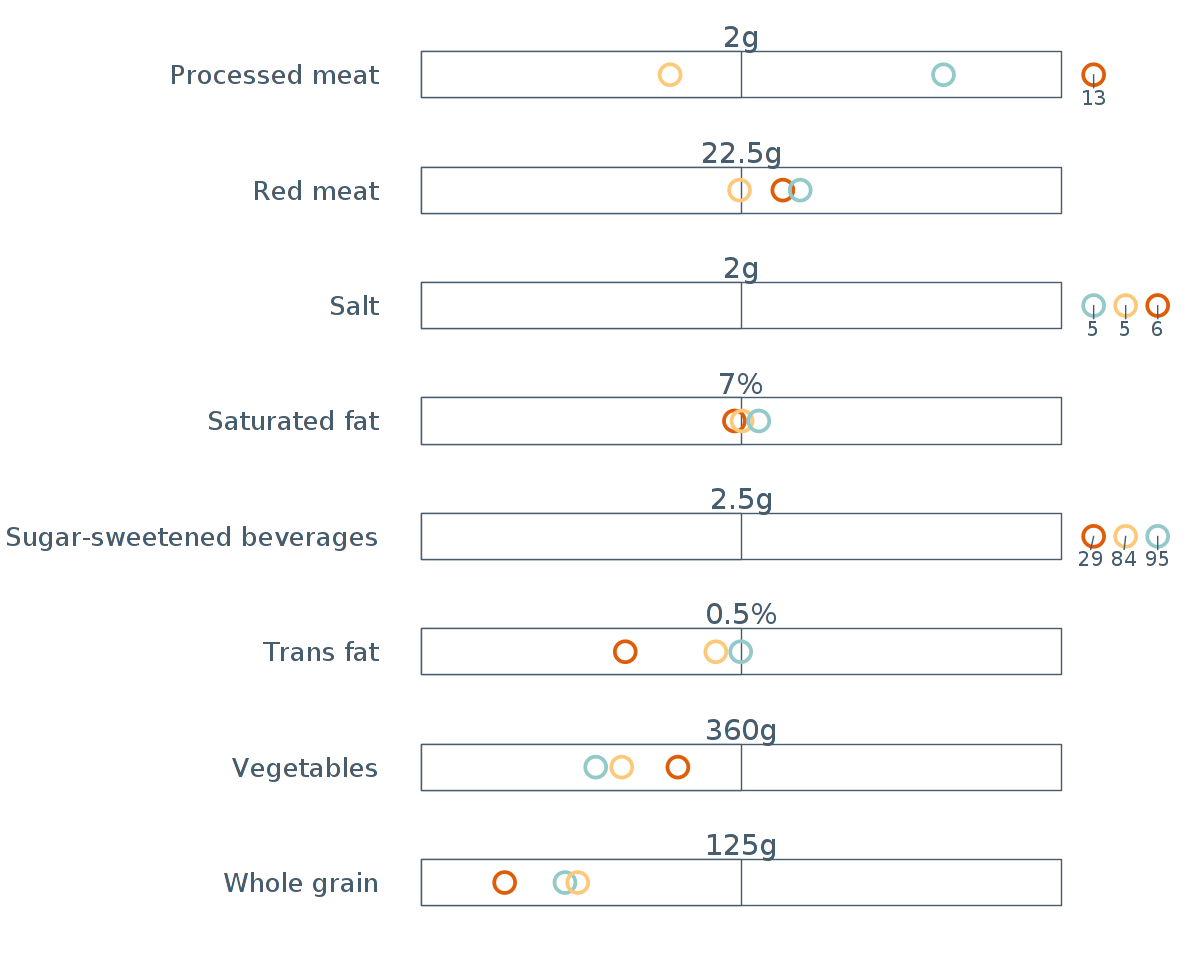 2g
Processed meat
13
22.5g
Red meat
2g
Salt
5 5 6
7%
Saturated fat
2.5g
Sugar-sweetened beverages
29 84 95
0.5%
Trans fat
360g
Vegetables
125g
Whole grain